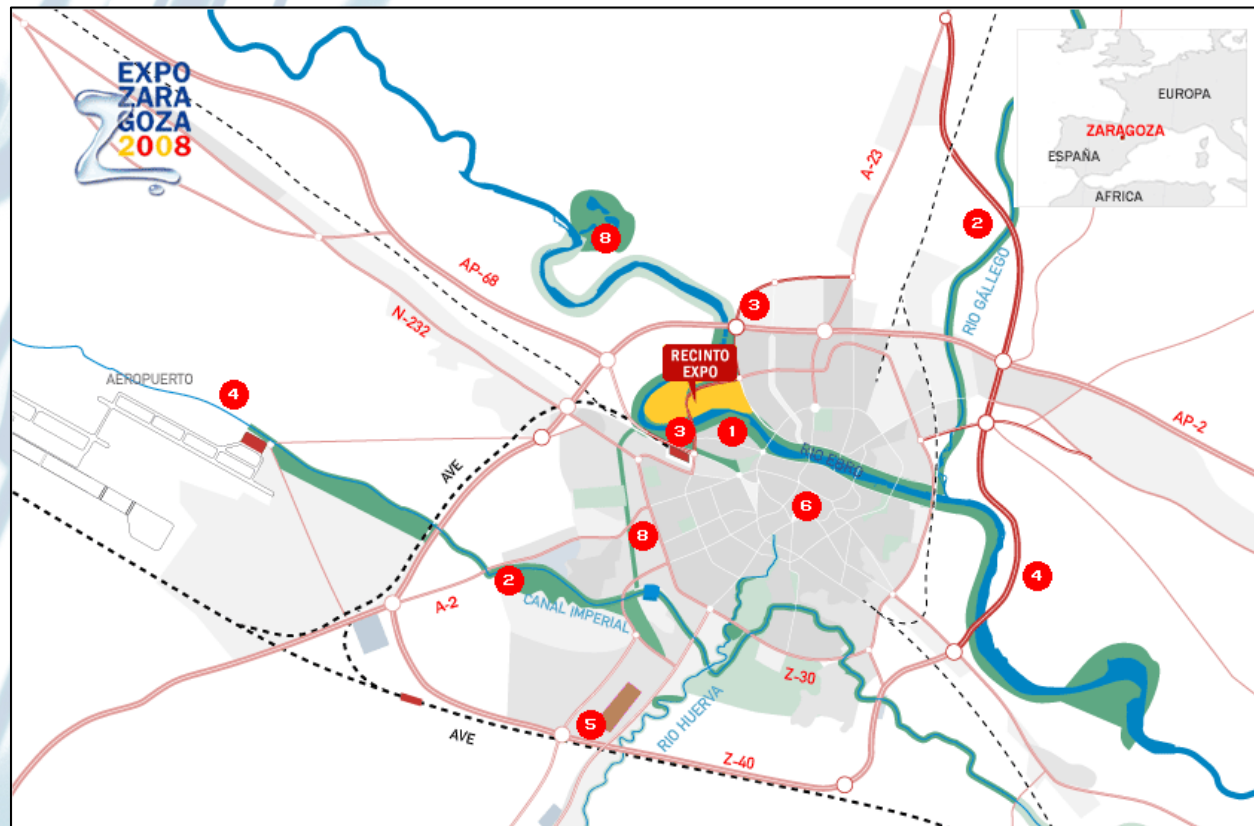 EXPO
ZARA
GOZA
2008
EUROPA
ZARAGOZA
ESPAÑA
AFRICA
A-23
2
8
RIO GÁLLEGO
AP-68
3
N-232
RECINTO
EXPO
AEROPUERTO
4
AP-2
3
1
RIO EBRO
AVE
6
8
4
2
A-2
CANAL IMPERIAL
Z-30
RIO HUERVA
5
AVE
Z-40